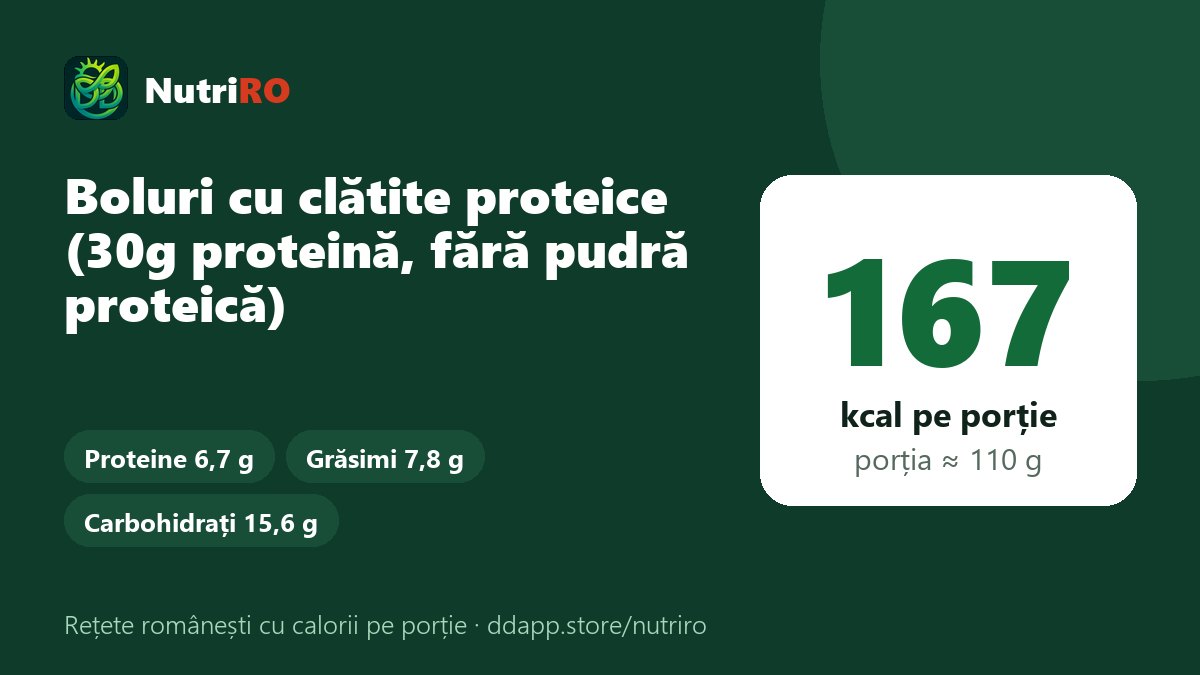 NutriRO
Boluri cu clătite proteice
(30g proteină, fără pudră
proteică)
167
kcal pe porție
porția ≈ 110 g
Proteine 6,7 g
Grăsimi 7,8 g
Carbohidrați 15,6 g
Rețete românești cu calorii pe porție · ddapp.store/nutriro